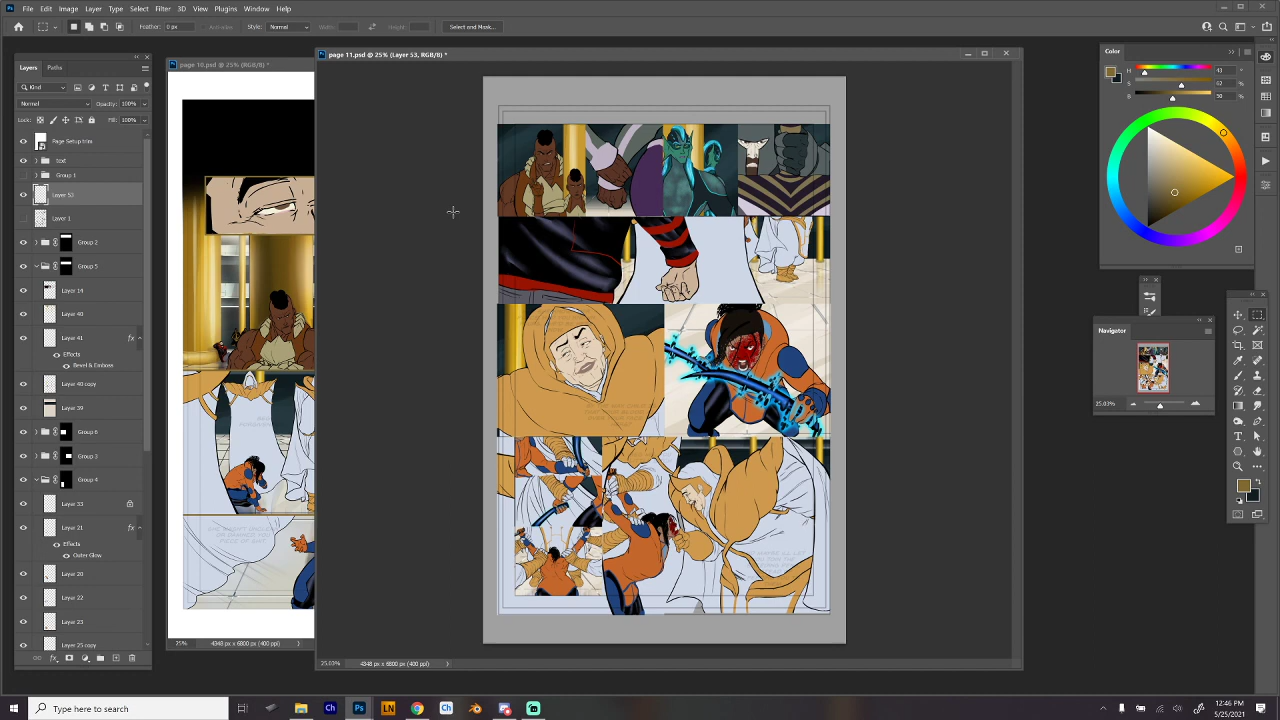 File Edit Image Layer Type Select Filter 3D View Plugins Window Help
Feather: 0 px
Anti-alias
Style: Normal
Width:
Height:
Select and Mask...
Layers
Paths
Kind
Normal
Opacity: 100%
Lock:
Fill: 100%
Page Setup trim
text
Group 1
Layer 53
Layer 1
Group 2
Group 5
Layer 14
Layer 40
Layer 41
fx
Effects
Bevel & Emboss
Layer 40 copy
Layer 39
Group 6
Group 3
Group 4
Layer 33
Layer 21
fx
Effects
Outer Glow
Layer 20
Layer 22
Layer 23
Layer 25 copy
page 10.psd @ 25% (RGB/8) *
25%
4348 px x 6800 px (400 ppi)
page 11.psd @ 25% (Layer 53, RGB/8) *
25.03%
4348 px x 6800 px (400 ppi)
Color
H
S
B
Navigator
25.03%
Type here to search
12:46 PM
5/25/2021